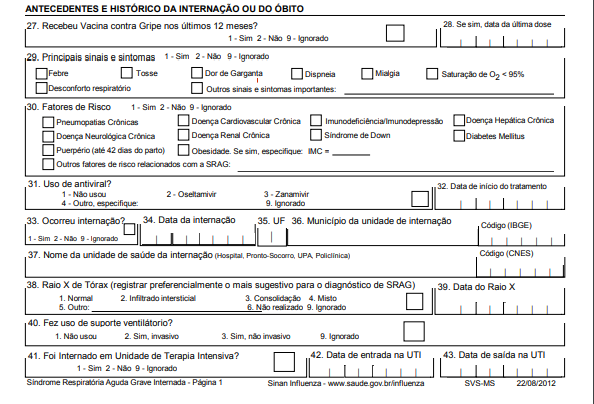 ANTECEDENTES E HISTÓRICO DA INTERNAÇÃO OU DO ÓBITO
27. Recebeu Vacina contra Gripe nos últimos 12 meses?
1 - Sim 2 - Não 9 - Ignorado
28. Se sim, data da última dose
29. Principais sinais e sintomas 1 - Sim 2 - Não 9 - Ignorado
Febre Tosse Dor de Garganta Dispneia Mialgia Saturação de O2 < 95%
Desconforto respiratório Outros sinais e sintomas importantes:
30. Fatores de Risco 1 - Sim 2 - Não 9 - Ignorado
Pneumopatias Crônicas Doença Cardiovascular Crônica Imunodeficiência/Imunodepressão Doença Hepática Crônica
Doença Neurológica Crônica Doença Renal Crônica Síndrome de Down Diabetes Mellitus
Puerpério (até 42 dias do parto) Obesidade. Se sim, especifique: IMC =
Outros fatores de risco relacionados com a SRAG:
31. Uso de antiviral?
1 - Não usou 2 - Oseltamivir 3 - Zanamivir
4 - Outro, especifique: 9. Ignorado
32. Data de início do tratamento
33. Ocorreu internação?
1 - Sim 2 - Não 9 - Ignorado
34. Data da internação
35. UF
36. Município da unidade de internação
Código (IBGE)
37. Nome da unidade de saúde da internação (Hospital, Pronto-Socorro, UPA, Policlínica)
Código (CNES)
38. Raio X de Tórax (registrar preferencialmente o mais sugestivo para o diagnóstico de SRAG)
1. Normal 2. Infiltrado intersticial 3. Consolidação 4. Misto
5. Outro: 6. Não realizado 9. Ignorado
39. Data do Raio X
40. Fez uso de suporte ventilatório?
1. Não usou 2. Sim, invasivo 3. Sim, não invasivo 9. Ignorado
41. Foi Internado em Unidade de Terapia Intensiva?
1 - Sim 2 - Não 9 - Ignorado
42. Data de entrada na UTI
43. Data de saída na UTI
Síndrome Respiratória Aguda Grave Internada - Página 1 Sinan Influenza - www.saude.gov.br/influenza SVS-MS 22/08/2012